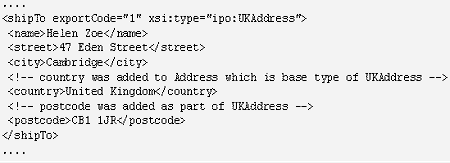 ....
<shipTo exportCode="1" xsi:type="ipo:UKAddress">
<name>Helen Zoe</name>
<street>47 Eden Street</street>
<city>Cambridge</city>
<!-- country was added to Address which is base type of UKAddress -->
<country>United Kingdom</country>
<!-- postcode was added as part of UKAddress -->
<postcode>CB1 1JR</postcode>
</shipTo>
....